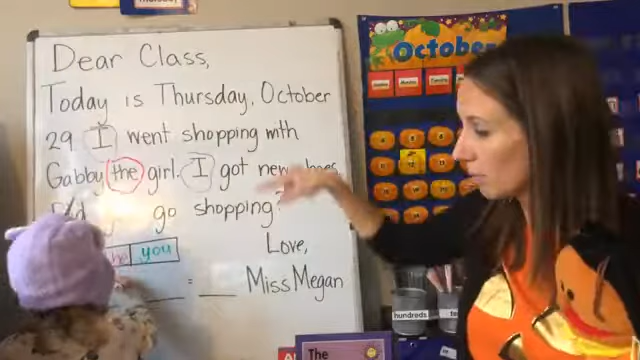 Dear Class,
Today is Thursday, October
29 I went shopping with
Gabby the girl. I got new
go shopping?
you
Love,
Miss Megan
October
hundreds
The